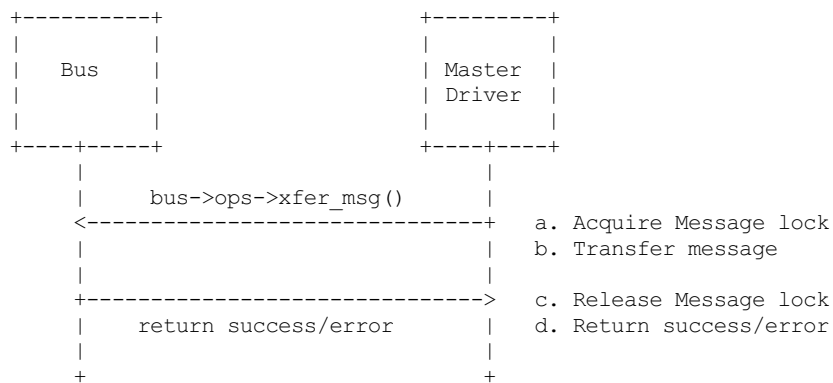 Bus Master
Driver
bus->ops->xfer_msg()
a. Acquire Message lock
b. Transfer message
c. Release Message lock
return success/error d. Return success/error